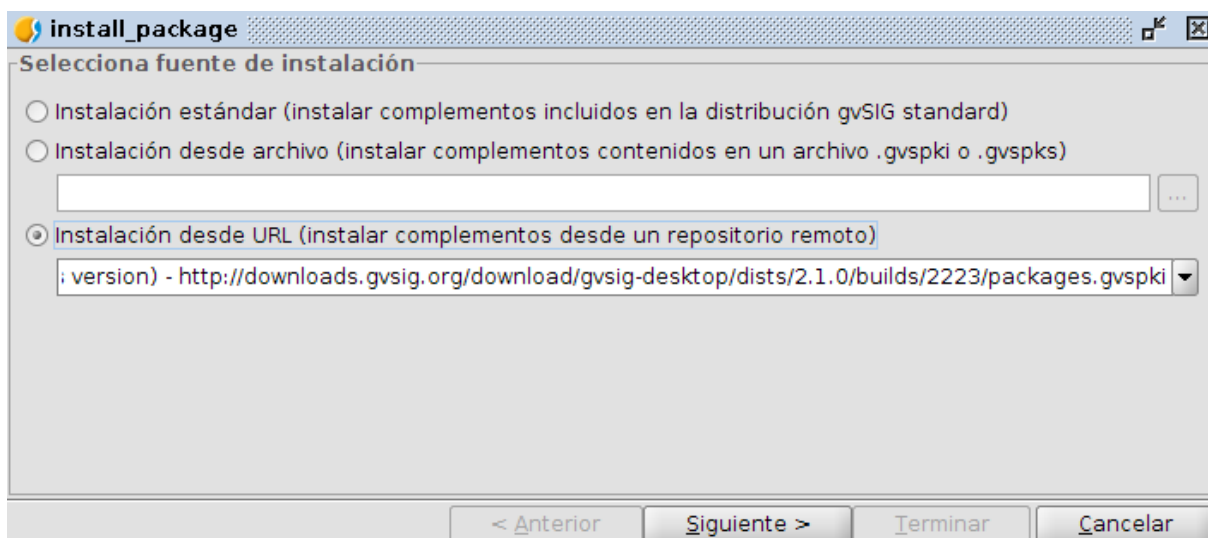 install_package
Selecciona fuente de instalación
Instalación estándar (instalar complementos incluidos en la distribución gvSIG standard)
Instalación desde archivo (instalar complementos contenidos en un archivo .gvspki o .gvspks)
...
Instalación desde URL (instalar complementos desde un repositorio remoto)
version) - http://downloads.gvsig.org/download/gvsig-desktop/dists/2.1.0/builds/2223/packages.gvspki
< Anterior Siguiente > Terminar Cancelar